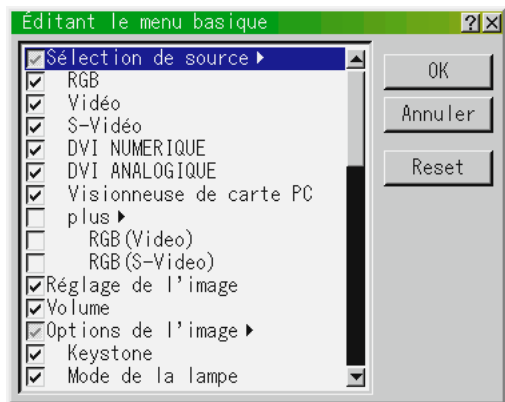 Éditant le menu basique
Sélection de source
RGB
Vidéo
S-Vidéo
DVI NUMERIQUE
DVI ANALOGIQUE
Visionneuse de carte PC
plus
RGB(Video)
RGB(S-Video)
Réglage de l'image
Volume
Options de l'image
Keystone
Mode de la lampe
OK
Annuler
Reset